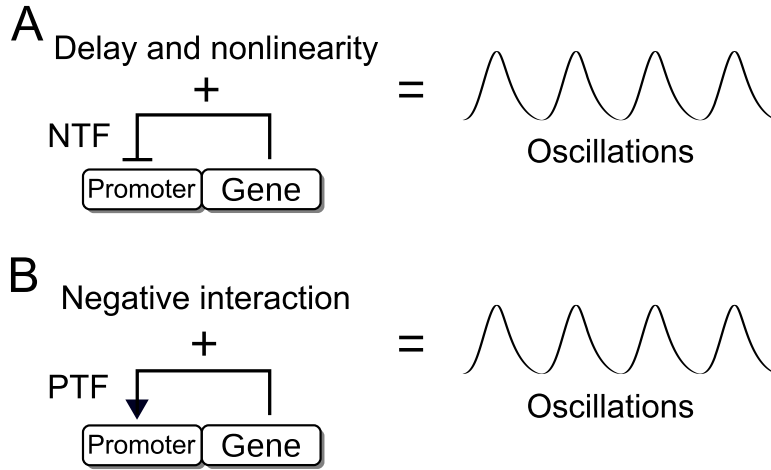 A
Delay and nonlinearity
+
=
NTF
Promoter Gene
Oscillations
B
Negative interaction
+
=
PTF
Promoter Gene
Oscillations